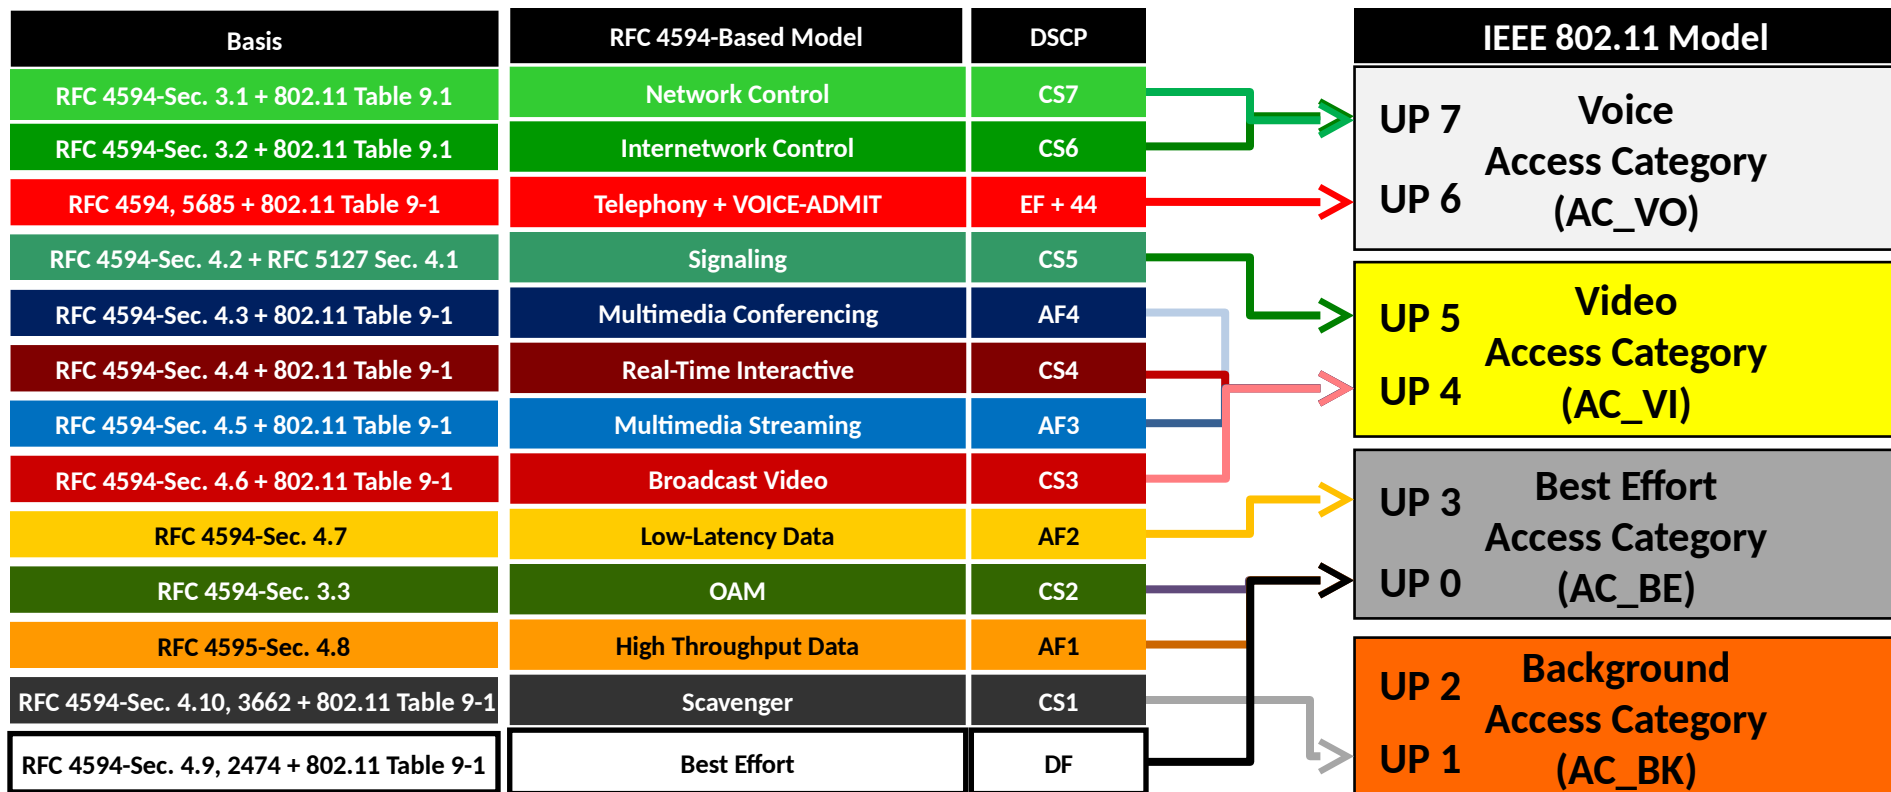 Basis
RFC 4594-Based Model
DSCP
IEEE 802.11 Model
RFC 4594-Sec. 3.1 + 802.11 Table 9.1
Network Control
CS7
RFC 4594-Sec. 3.2 + 802.11 Table 9.1
Internetwork Control
CS6
RFC 4594, 5685 + 802.11 Table 9-1
Telephony + VOICE-ADMIT
EF + 44
RFC 4594-Sec. 4.2 + RFC 5127 Sec. 4.1
Signaling
CS5
RFC 4594-Sec. 4.3 + 802.11 Table 9-1
Multimedia Conferencing
AF4
RFC 4594-Sec. 4.4 + 802.11 Table 9-1
Real-Time Interactive
CS4
RFC 4594-Sec. 4.5 + 802.11 Table 9-1
Multimedia Streaming
AF3
RFC 4594-Sec. 4.6 + 802.11 Table 9-1
Broadcast Video
CS3
RFC 4594-Sec. 4.7
Low-Latency Data
AF2
RFC 4594-Sec. 3.3
OAM
CS2
RFC 4595-Sec. 4.8
High Throughput Data
AF1
RFC 4594-Sec. 4.10, 3662 + 802.11 Table 9-1
Scavenger
CS1
RFC 4594-Sec. 4.9, 2474 + 802.11 Table 9-1
Best Effort
DF
UP 7
UP 6
Voice
Access Category
(AC_VO)
UP 5
UP 4
Video
Access Category
(AC_VI)
UP 3
UP 0
Best Effort
Access Category
(AC_BE)
UP 2
UP 1
Background
Access Category
(AC_BK)